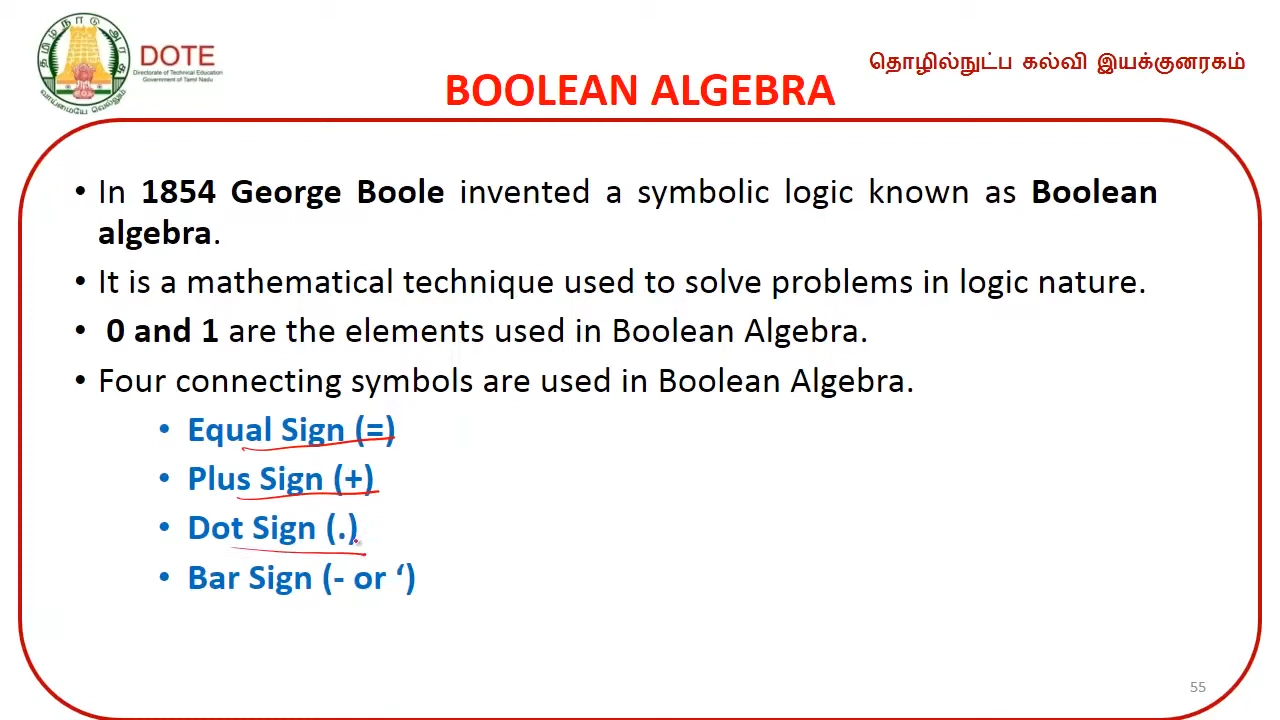 தமிழ்நாடு அரசு
வாய்மையே வெல்லும்
DOTE
Directorate of Technical Education
Government of Tamil Nadu
தொழில்நுட்ப கல்வி இயக்குனரகம்
BOOLEAN ALGEBRA
• In 1854 George Boole invented a symbolic logic known as Boolean
algebra.
• It is a mathematical technique used to solve problems in logic nature.
• 0 and 1 are the elements used in Boolean Algebra.
• Four connecting symbols are used in Boolean Algebra.
• Equal Sign (=)
• Plus Sign (+)
• Dot Sign (.)
• Bar Sign (- or ‘)
55